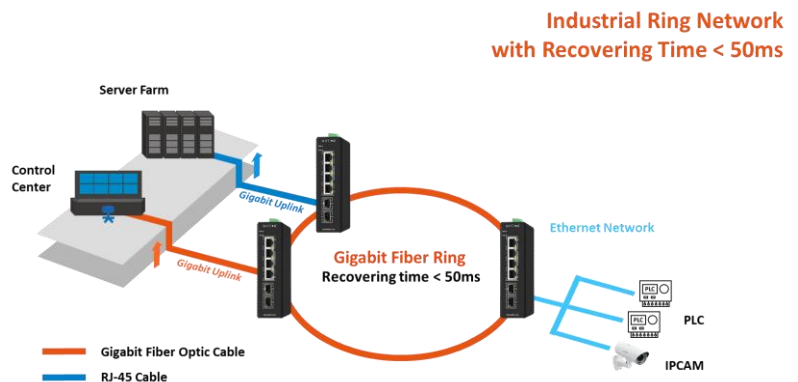 Industrial Ring Network
with Recovering Time < 50ms
Server Farm
Control
Center
Gigabit Uplink
Gigabit Uplink
Ethernet Network
Gigabit Fiber Ring
Recovering time < 50ms
PLC
PLC
PLC
IPCAM
Gigabit Fiber Optic Cable
RJ-45 Cable